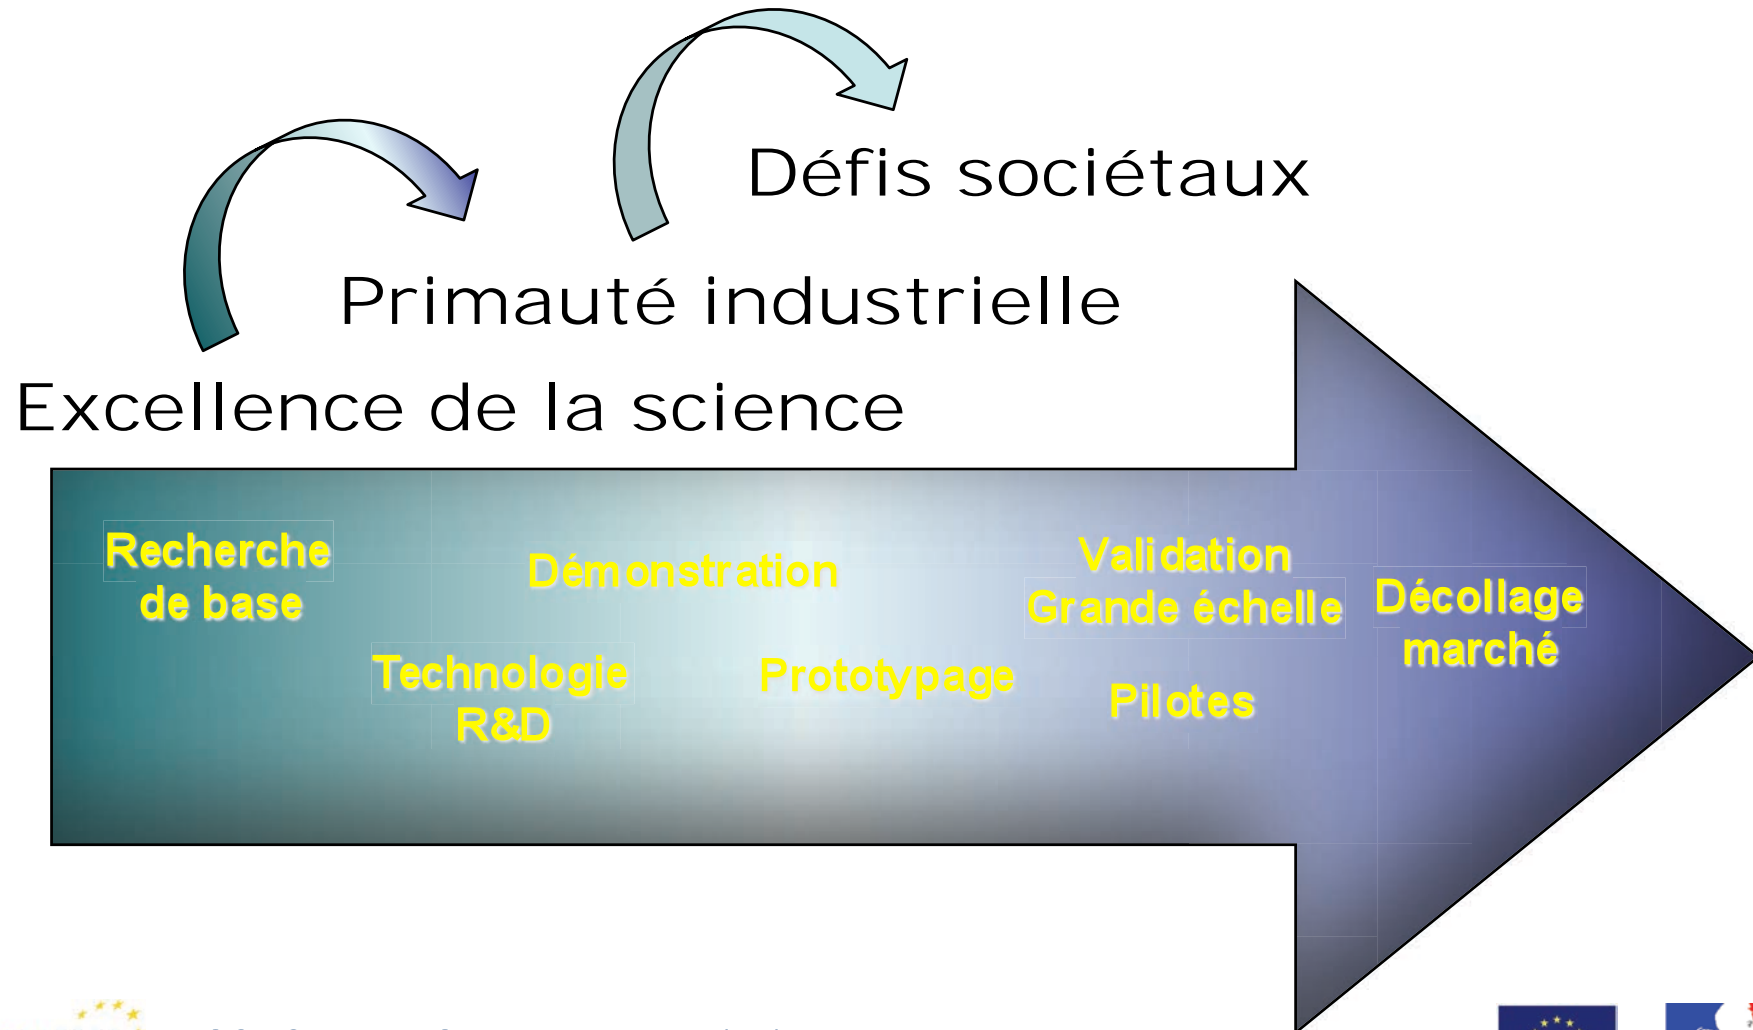 Défis sociétaux
Primauté industrielle
Excellence de la science
Recherche
de base
Démonstration
Technologie
R&D
Prototypage
Validation
Grande échelle
Pilotes
Décollage
marché